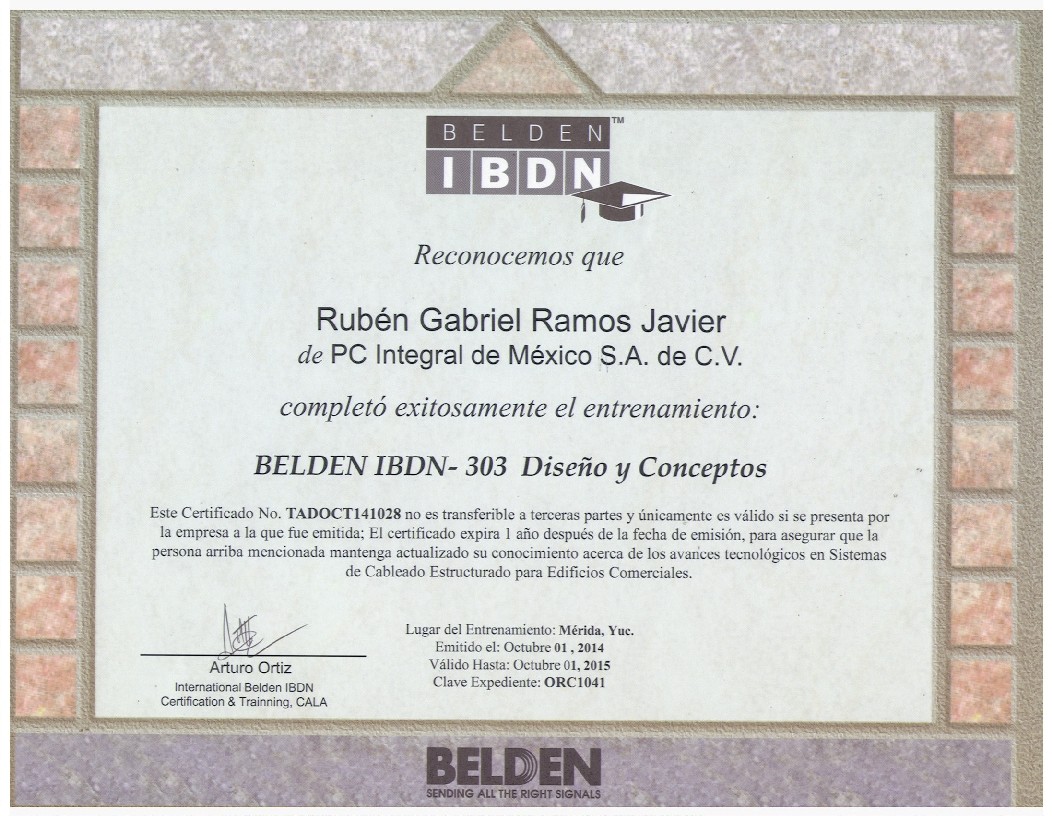 BELDEN™
IBDN
Reconocemos que
Rubén Gabriel Ramos Javier
de PC Integral de México S.A. de C.V.
completó exitosamente el entrenamiento:
BELDEN IBDN- 303 Diseño y Conceptos
Este Certificado No. TADOCT141028 no es transferible a terceras partes y únicamente es válido si se presenta por
la empresa a la que fue emitida; El certificado expira 1 año después de la fecha de emisión, para asegurar que la
persona arriba mencionada mantenga actualizado su conocimiento acerca de los avances tecnológicos en Sistemas
de Cableado Estructurado para Edificios Comerciales.
Arturo Ortiz
International Belden IBDN
Certification & Trainning, CALA
Lugar del Entrenamiento: Mérida, Yuc.
Emitido el: Octubre 01 , 2014
Válido Hasta: Octubre 01, 2015
Clave Expediente: ORC1041
BELDEN
SENDING ALL THE RIGHT SIGNALS